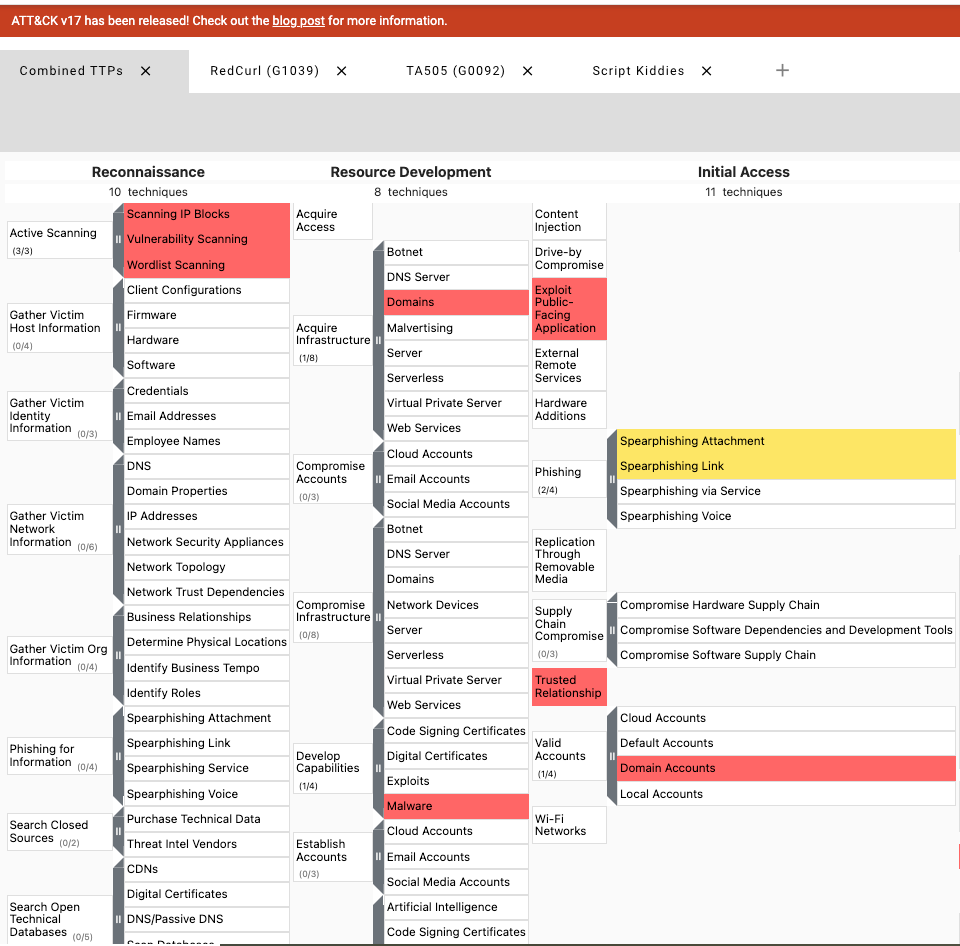 ATT&CK v17 has been released! Check out the blog post for more information.
Combined TTPs
RedCurl (G1039)
TA505 (G0092)
Script Kiddies
Reconnaissance
10 techniques
Active Scanning
(3/3)
Scanning IP Blocks
Vulnerability Scanning
Wordlist Scanning
Gather Victim
Host Information
(0/4)
Client Configurations
Firmware
Hardware
Software
Gather Victim
Identity
Information (0/3)
Credentials
Email Addresses
Employee Names
Gather Victim
Network
Information (0/6)
DNS
Domain Properties
IP Addresses
Network Security Appliances
Network Topology
Network Trust Dependencies
Gather Victim Org
Information (0/4)
Business Relationships
Determine Physical Locations
Identify Business Tempo
Identify Roles
Phishing for
Information (0/4)
Spearphishing Attachment
Spearphishing Link
Spearphishing Service
Spearphishing Voice
Search Closed
Sources (0/2)
Purchase Technical Data
Threat Intel Vendors
Search Open
Technical
Databases (0/5)
CDNs
Digital Certificates
DNS/Passive DNS
Scan Databases
Resource Development
8 techniques
Acquire
Access
Acquire
Infrastructure
(1/8)
Botnet
DNS Server
Domains
Malvertising
Server
Serverless
Virtual Private Server
Web Services
Compromise
Accounts
(0/3)
Cloud Accounts
Email Accounts
Social Media Accounts
Compromise
Infrastructure
(0/8)
Botnet
DNS Server
Domains
Network Devices
Server
Serverless
Virtual Private Server
Web Services
Develop
Capabilities
(1/4)
Code Signing Certificates
Digital Certificates
Exploits
Malware
Establish
Accounts
(0/3)
Cloud Accounts
Email Accounts
Social Media Accounts
Artificial Intelligence
Code Signing Certificates
Initial Access
11 techniques
Content
Injection
Drive-by
Compromise
Exploit
Public-
Facing
Application
External
Remote
Services
Hardware
Additions
Phishing
(2/4)
Spearphishing Attachment
Spearphishing Link
Spearphishing via Service
Spearphishing Voice
Replication
Through
Removable
Media
Supply
Chain
Compromise
(0/3)
Compromise Hardware Supply Chain
Compromise Software Dependencies and Development Tools
Compromise Software Supply Chain
Trusted
Relationship
Valid
Accounts
(1/4)
Cloud Accounts
Default Accounts
Domain Accounts
Local Accounts
Wi-Fi
Networks